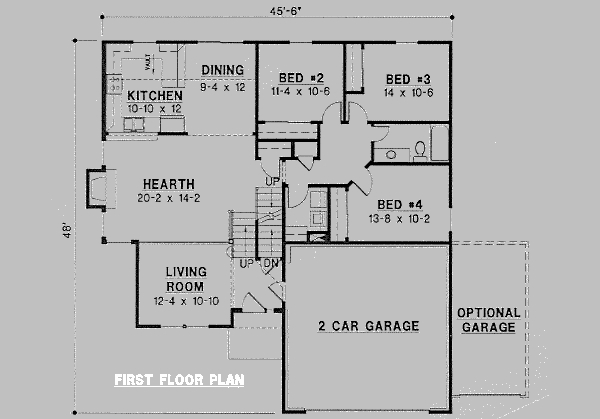 45'-6"
VAULT
DINING
9-4 x 12
KITCHEN
10-10 x 12
BED #2
11-4 x 10-6
BED #3
14 x 10-6
HEARTH
20-2 x 14-2
UP
BED #4
13-8 x 10-2
48'
LIVING
ROOM
12-4 x 10-10
UP
DN
2 CAR GARAGE
OPTIONAL
GARAGE
FIRST FLOOR PLAN